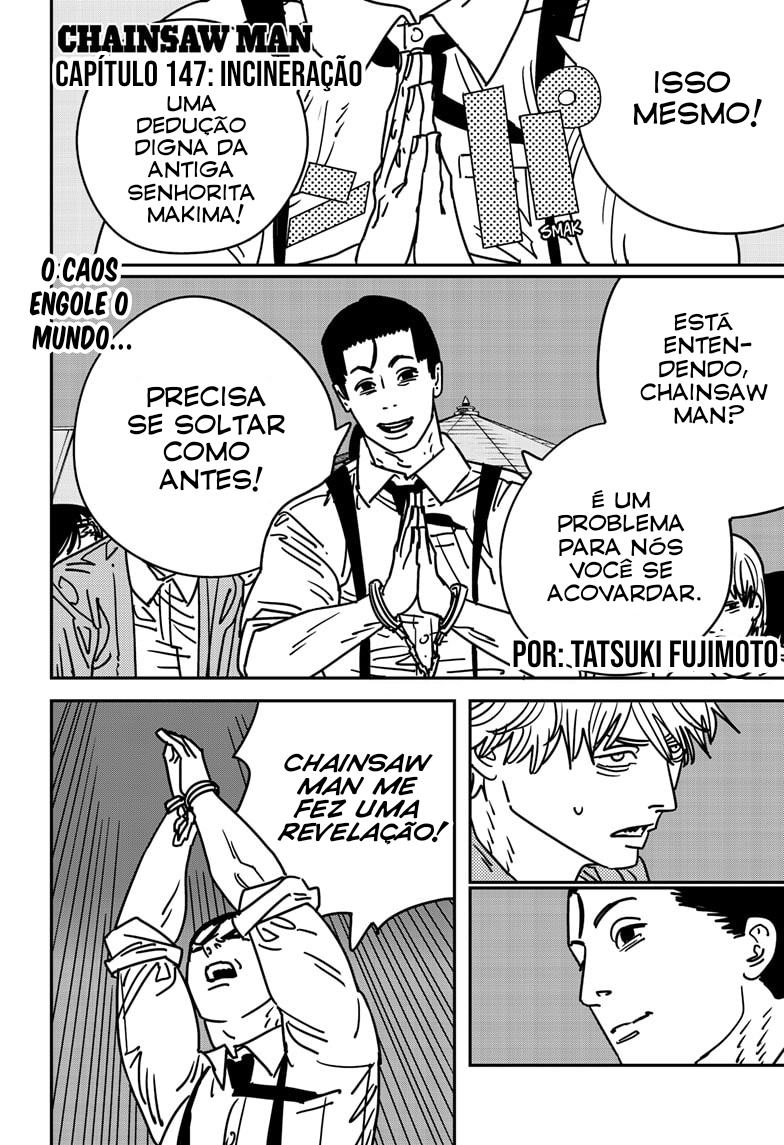 CHAINSAW MAN
CAPÍTULO 147: INCINERAÇÃO
ISSO
MESMO!
UMA
DEDUÇÃO
DIGNA DA
ANTIGA
SENHORITA
MAKIMA!
SMAK
O CAOS
ENGOLE O
MUNDO...
ESTÁ
ENTEN-
DENDO,
CHAINSAW
MAN?
É UM
PROBLEMA
PARA NÓS
VOCÊ SE
ACOVARDAR.
PRECISA
SE SOLTAR
COMO
ANTES!
POR: TATSUKI FUJIMOTO
CHAINSAW
MAN ME
FEZ UMA
REVELAÇÃO!